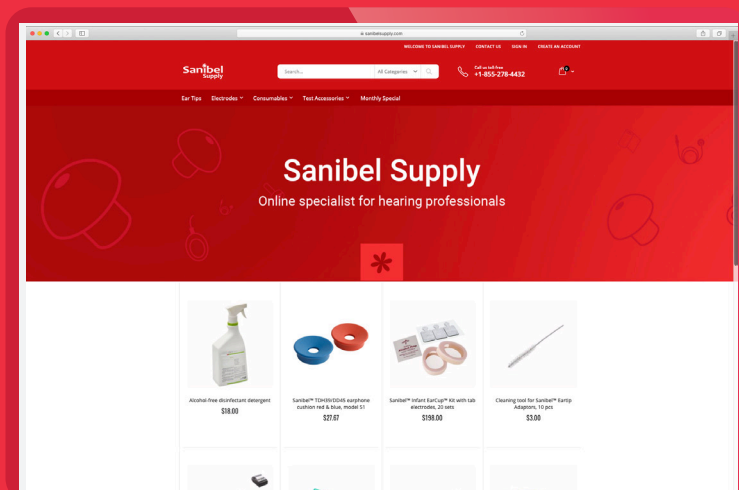 sanibelsupply.com
WELCOME TO SANIBEL SUPPLY CONTACT US SIGN IN CREATE AN ACCOUNT
Sanibel
Supply
Search... All Categories
Call us toll free
+1-855-278-4432
0
Ear Tips Electrodes Consumables Test Accessories Monthly Special
Sanibel Supply
Online specialist for hearing professionals
Alcohol-free disinfectant detergent
$18.00
Sanibel™ TDH39/DD45 earphone
cushion red & blue, model 51
$27.67
Sanibel™ Infant EarCup™ Kit with tab
electrodes, 20 sets
$198.00
Cleaning tool for Sanibel™ Eartip
Adaptors, 10 pcs
$3.00